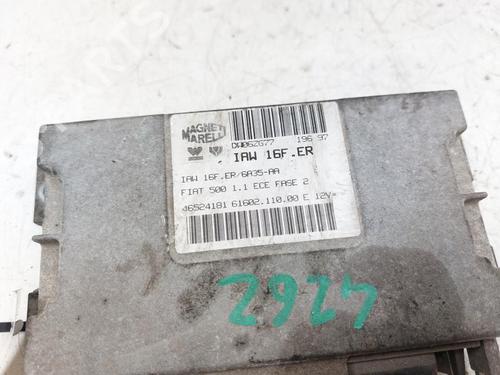 MAGNETI
MARELLI
DW06ZG77 196 97
IAW 16F.ER
IAW 16F.ER/6A35-AA
FIAT 500 1.1 ECE FASE 2
46524181 61602.110.00 E 12V=
4262